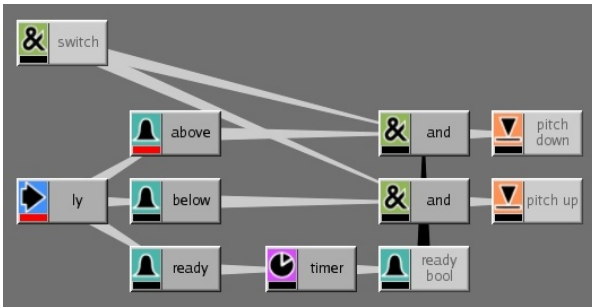 & switch
above
& and
pitch
down
ly
below
& and
pitch up
ready
timer
ready
bool